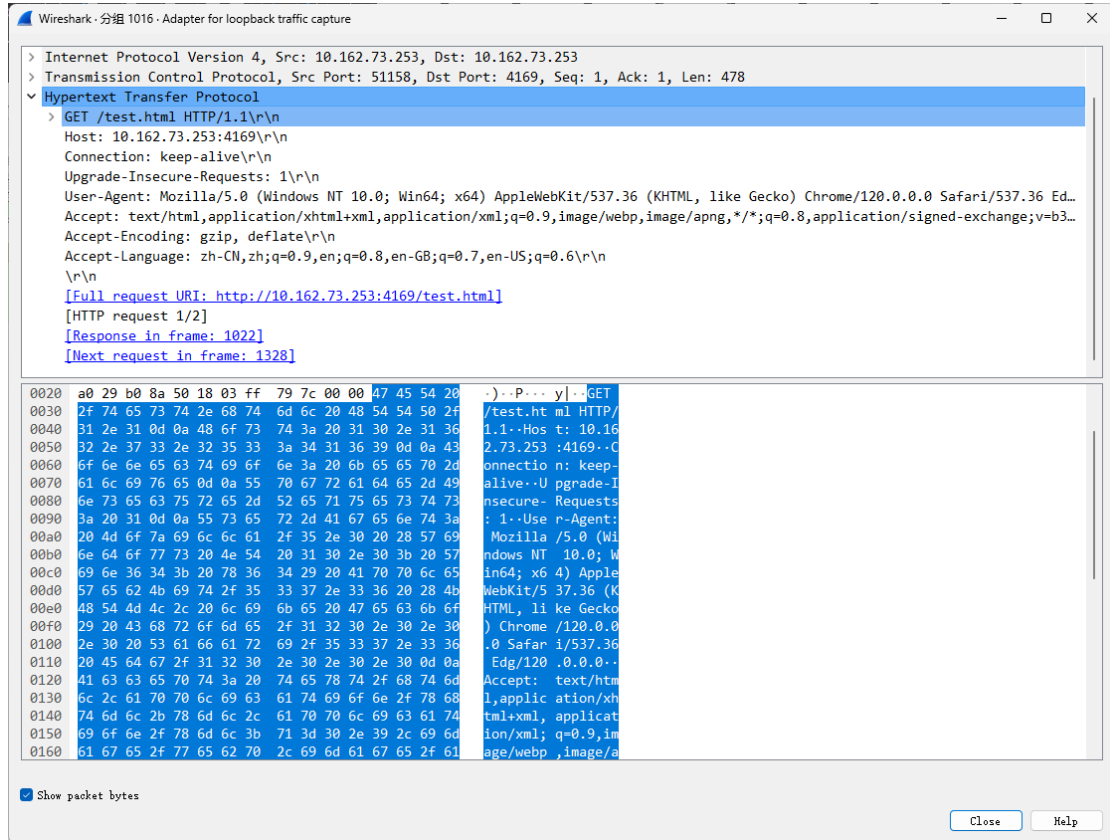 Wireshark · 分组 1016 · Adapter for loopback traffic capture
Internet Protocol Version 4, Src: 10.162.73.253, Dst: 10.162.73.253
Transmission Control Protocol, Src Port: 51158, Dst Port: 4169, Seq: 1, Ack: 1, Len: 478
Hypertext Transfer Protocol
GET /test.html HTTP/1.1\r\n
Host: 10.162.73.253:4169\r\n
Connection: keep-alive\r\n
Upgrade-Insecure-Requests: 1\r\n
User-Agent: Mozilla/5.0 (Windows NT 10.0; Win64; x64) AppleWebKit/537.36 (KHTML, like Gecko) Chrome/120.0.0.0 Safari/537.36 Ed…
Accept: text/html,application/xhtml+xml,application/xml;q=0.9,image/webp,image/apng,*/*;q=0.8,application/signed-exchange;v=b3…
Accept-Encoding: gzip, deflate\r\n
Accept-Language: zh-CN,zh;q=0.9,en;q=0.8,en-GB;q=0.7,en-US;q=0.6\r\n
\r\n
[Full request URI: http://10.162.73.253:4169/test.html]
[HTTP request 1/2]
[Response in frame: 1022]
[Next request in frame: 1328]
0020 a0 29 b0 8a 50 18 03 ff 79 7c 00 00 47 45 54 20 ·)··P··· y|··GET
0030 2f 74 65 73 74 2e 68 74 6d 6c 20 48 54 54 50 2f /test.ht ml HTTP/
0040 31 2e 31 0d 0a 48 6f 73 74 3a 20 31 30 2e 31 36 1.1··Hos t: 10.16
0050 32 2e 37 33 2e 32 35 33 3a 34 31 36 39 0d 0a 43 2.73.253 :4169··C
0060 6f 6e 6e 65 63 74 69 6f 6e 3a 20 6b 65 65 70 2d onnectio n: keep-
0070 61 6c 69 76 65 0d 0a 55 70 67 72 61 64 65 2d 49 alive··U pgrade-I
0080 6e 73 65 63 75 72 65 2d 52 65 71 75 65 73 74 73 nsecure- Requests
0090 3a 20 31 0d 0a 55 73 65 72 2d 41 67 65 6e 74 3a : 1··Use r-Agent:
00a0 20 4d 6f 7a 69 6c 6c 61 2f 35 2e 30 20 28 57 69 Mozilla /5.0 (Wi
00b0 6e 64 6f 77 73 20 4e 54 20 31 30 2e 30 3b 20 57 ndows NT 10.0; W
00c0 69 6e 36 34 3b 20 78 36 34 29 20 41 70 70 6c 65 in64; x6 4) Apple
00d0 57 65 62 4b 69 74 2f 35 33 37 2e 33 36 20 28 4b WebKit/5 37.36 (K
00e0 48 54 4d 4c 2c 20 6c 69 6b 65 20 47 65 63 6b 6f HTML, li ke Gecko
00f0 29 20 43 68 72 6f 6d 65 2f 31 32 30 2e 30 2e 30 ) Chrome /120.0.0
0100 2e 30 20 53 61 66 61 72 69 2f 35 33 37 2e 33 36 .0 Safar i/537.36
0110 20 45 64 67 2f 31 32 30 2e 30 2e 30 2e 30 0d 0a Edg/120 .0.0.0··
0120 41 63 63 65 70 74 3a 20 74 65 78 74 2f 68 74 6d Accept: text/htm
0130 6c 2c 61 70 70 6c 69 63 61 74 69 6f 6e 2f 78 68 l,applic ation/xh
0140 74 6d 6c 2b 78 6d 6c 2c 61 70 70 6c 69 63 61 74 tml+xml, applicat
0150 69 6f 6e 2f 78 6d 6c 3b 71 3d 30 2e 39 2c 69 6d ion/xml; q=0.9,im
0160 61 67 65 2f 77 65 62 70 2c 69 6d 61 67 65 2f 61 age/webp ,image/a
Show packet bytes
Close Help